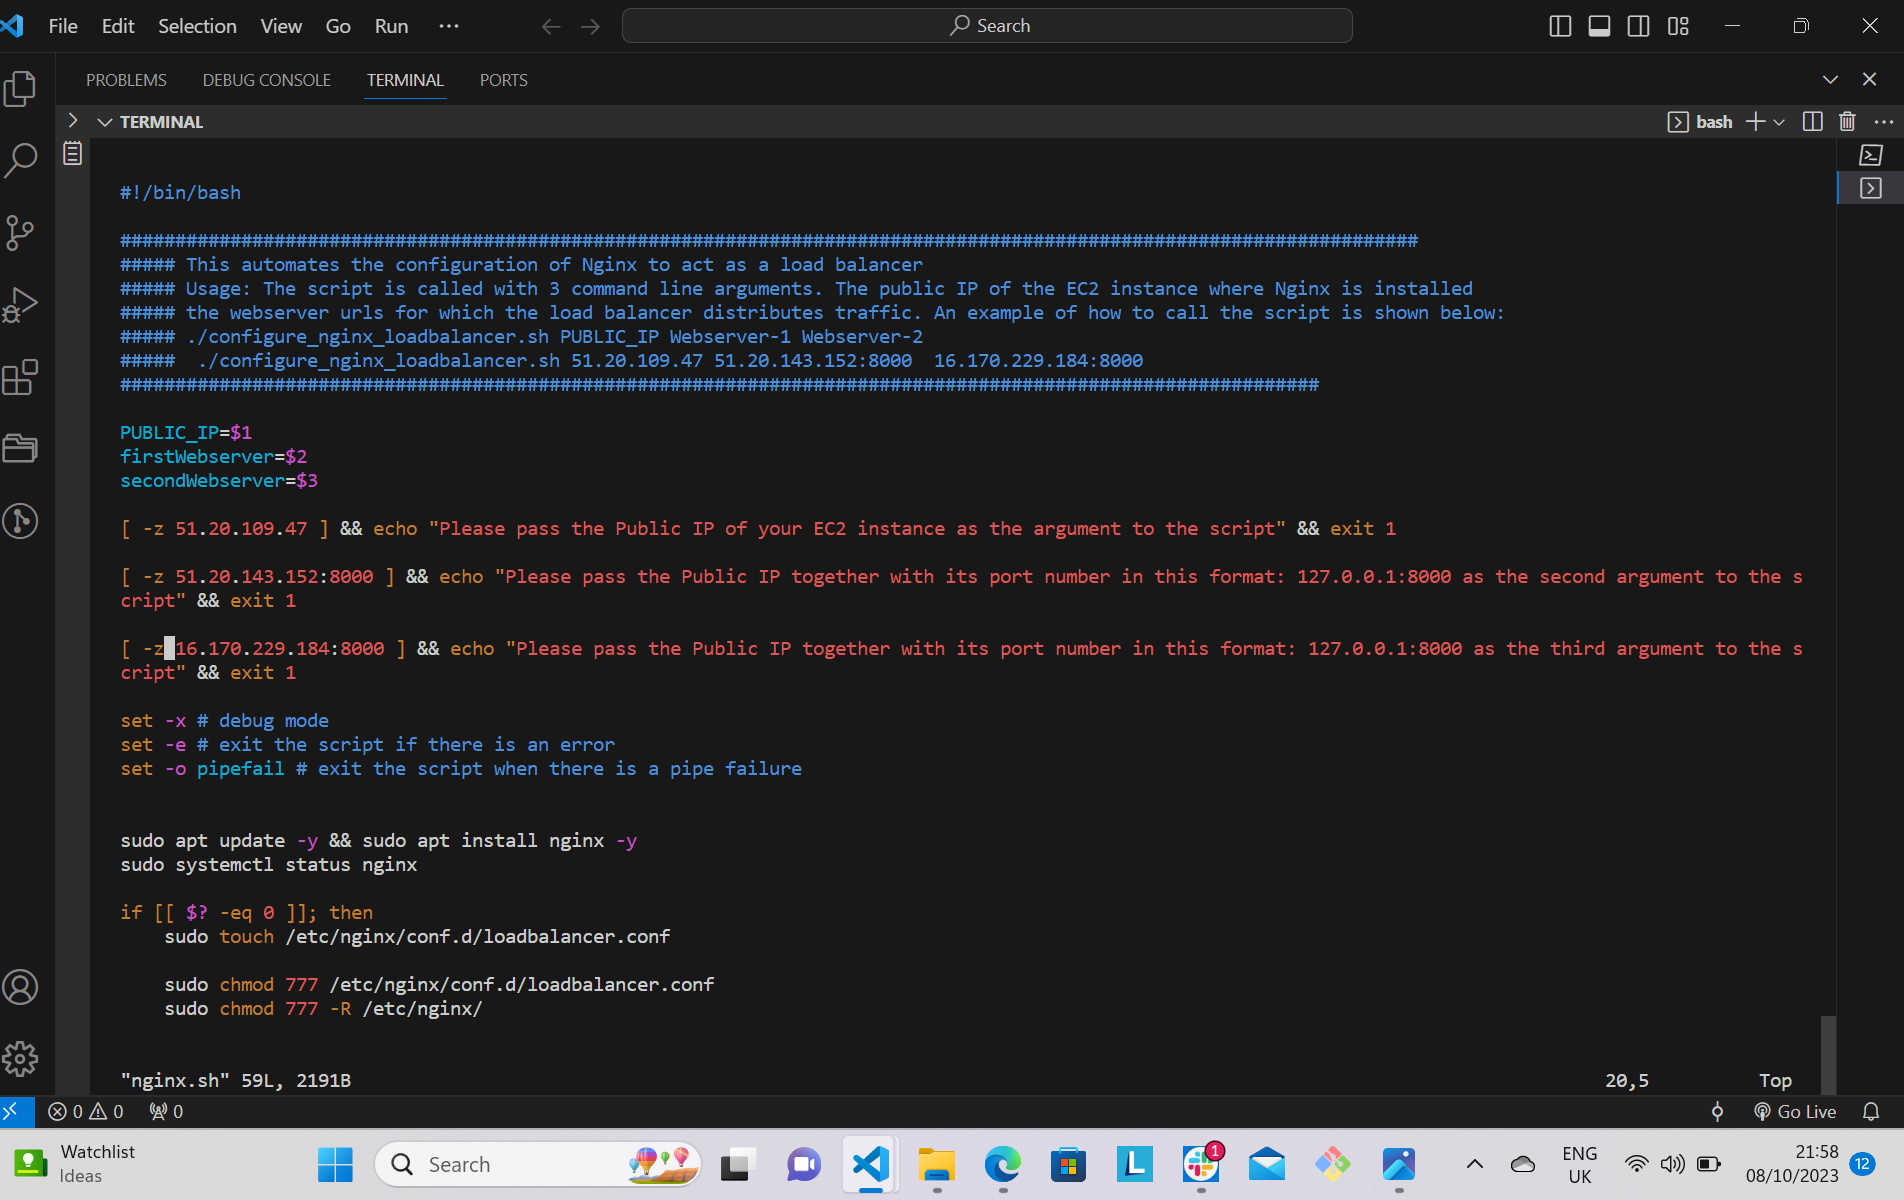 File Edit Selection View Go Run ··· Search
PROBLEMS DEBUG CONSOLE TERMINAL PORTS
TERMINAL bash
#!/bin/bash
######################################################################################################################
##### This automates the configuration of Nginx to act as a load balancer
##### Usage: The script is called with 3 command line arguments. The public IP of the EC2 instance where Nginx is installed
##### the webserver urls for which the load balancer distributes traffic. An example of how to call the script is shown below:
##### ./configure_nginx_loadbalancer.sh PUBLIC_IP Webserver-1 Webserver-2
#####  ./configure_nginx_loadbalancer.sh 51.20.109.47 51.20.143.152:8000  16.170.229.184:8000
#############################################################################################################
PUBLIC_IP=$1
firstWebserver=$2
secondWebserver=$3
[ -z 51.20.109.47 ] && echo "Please pass the Public IP of your EC2 instance as the argument to the script" && exit 1
[ -z 51.20.143.152:8000 ] && echo "Please pass the Public IP together with its port number in this format: 127.0.0.1:8000 as the second argument to the s
cript" && exit 1
[ -z 16.170.229.184:8000 ] && echo "Please pass the Public IP together with its port number in this format: 127.0.0.1:8000 as the third argument to the s
cript" && exit 1
set -x # debug mode
set -e # exit the script if there is an error
set -o pipefail # exit the script when there is a pipe failure
sudo apt update -y && sudo apt install nginx -y
sudo systemctl status nginx
if [[ $? -eq 0 ]]; then
    sudo touch /etc/nginx/conf.d/loadbalancer.conf
    sudo chmod 777 /etc/nginx/conf.d/loadbalancer.conf
    sudo chmod 777 -R /etc/nginx/
"nginx.sh" 59L, 2191B 20,5 Top
0 0 0 Go Live
Watchlist
Ideas
Search
L
1
ENG
UK
21:58
08/10/2023
12